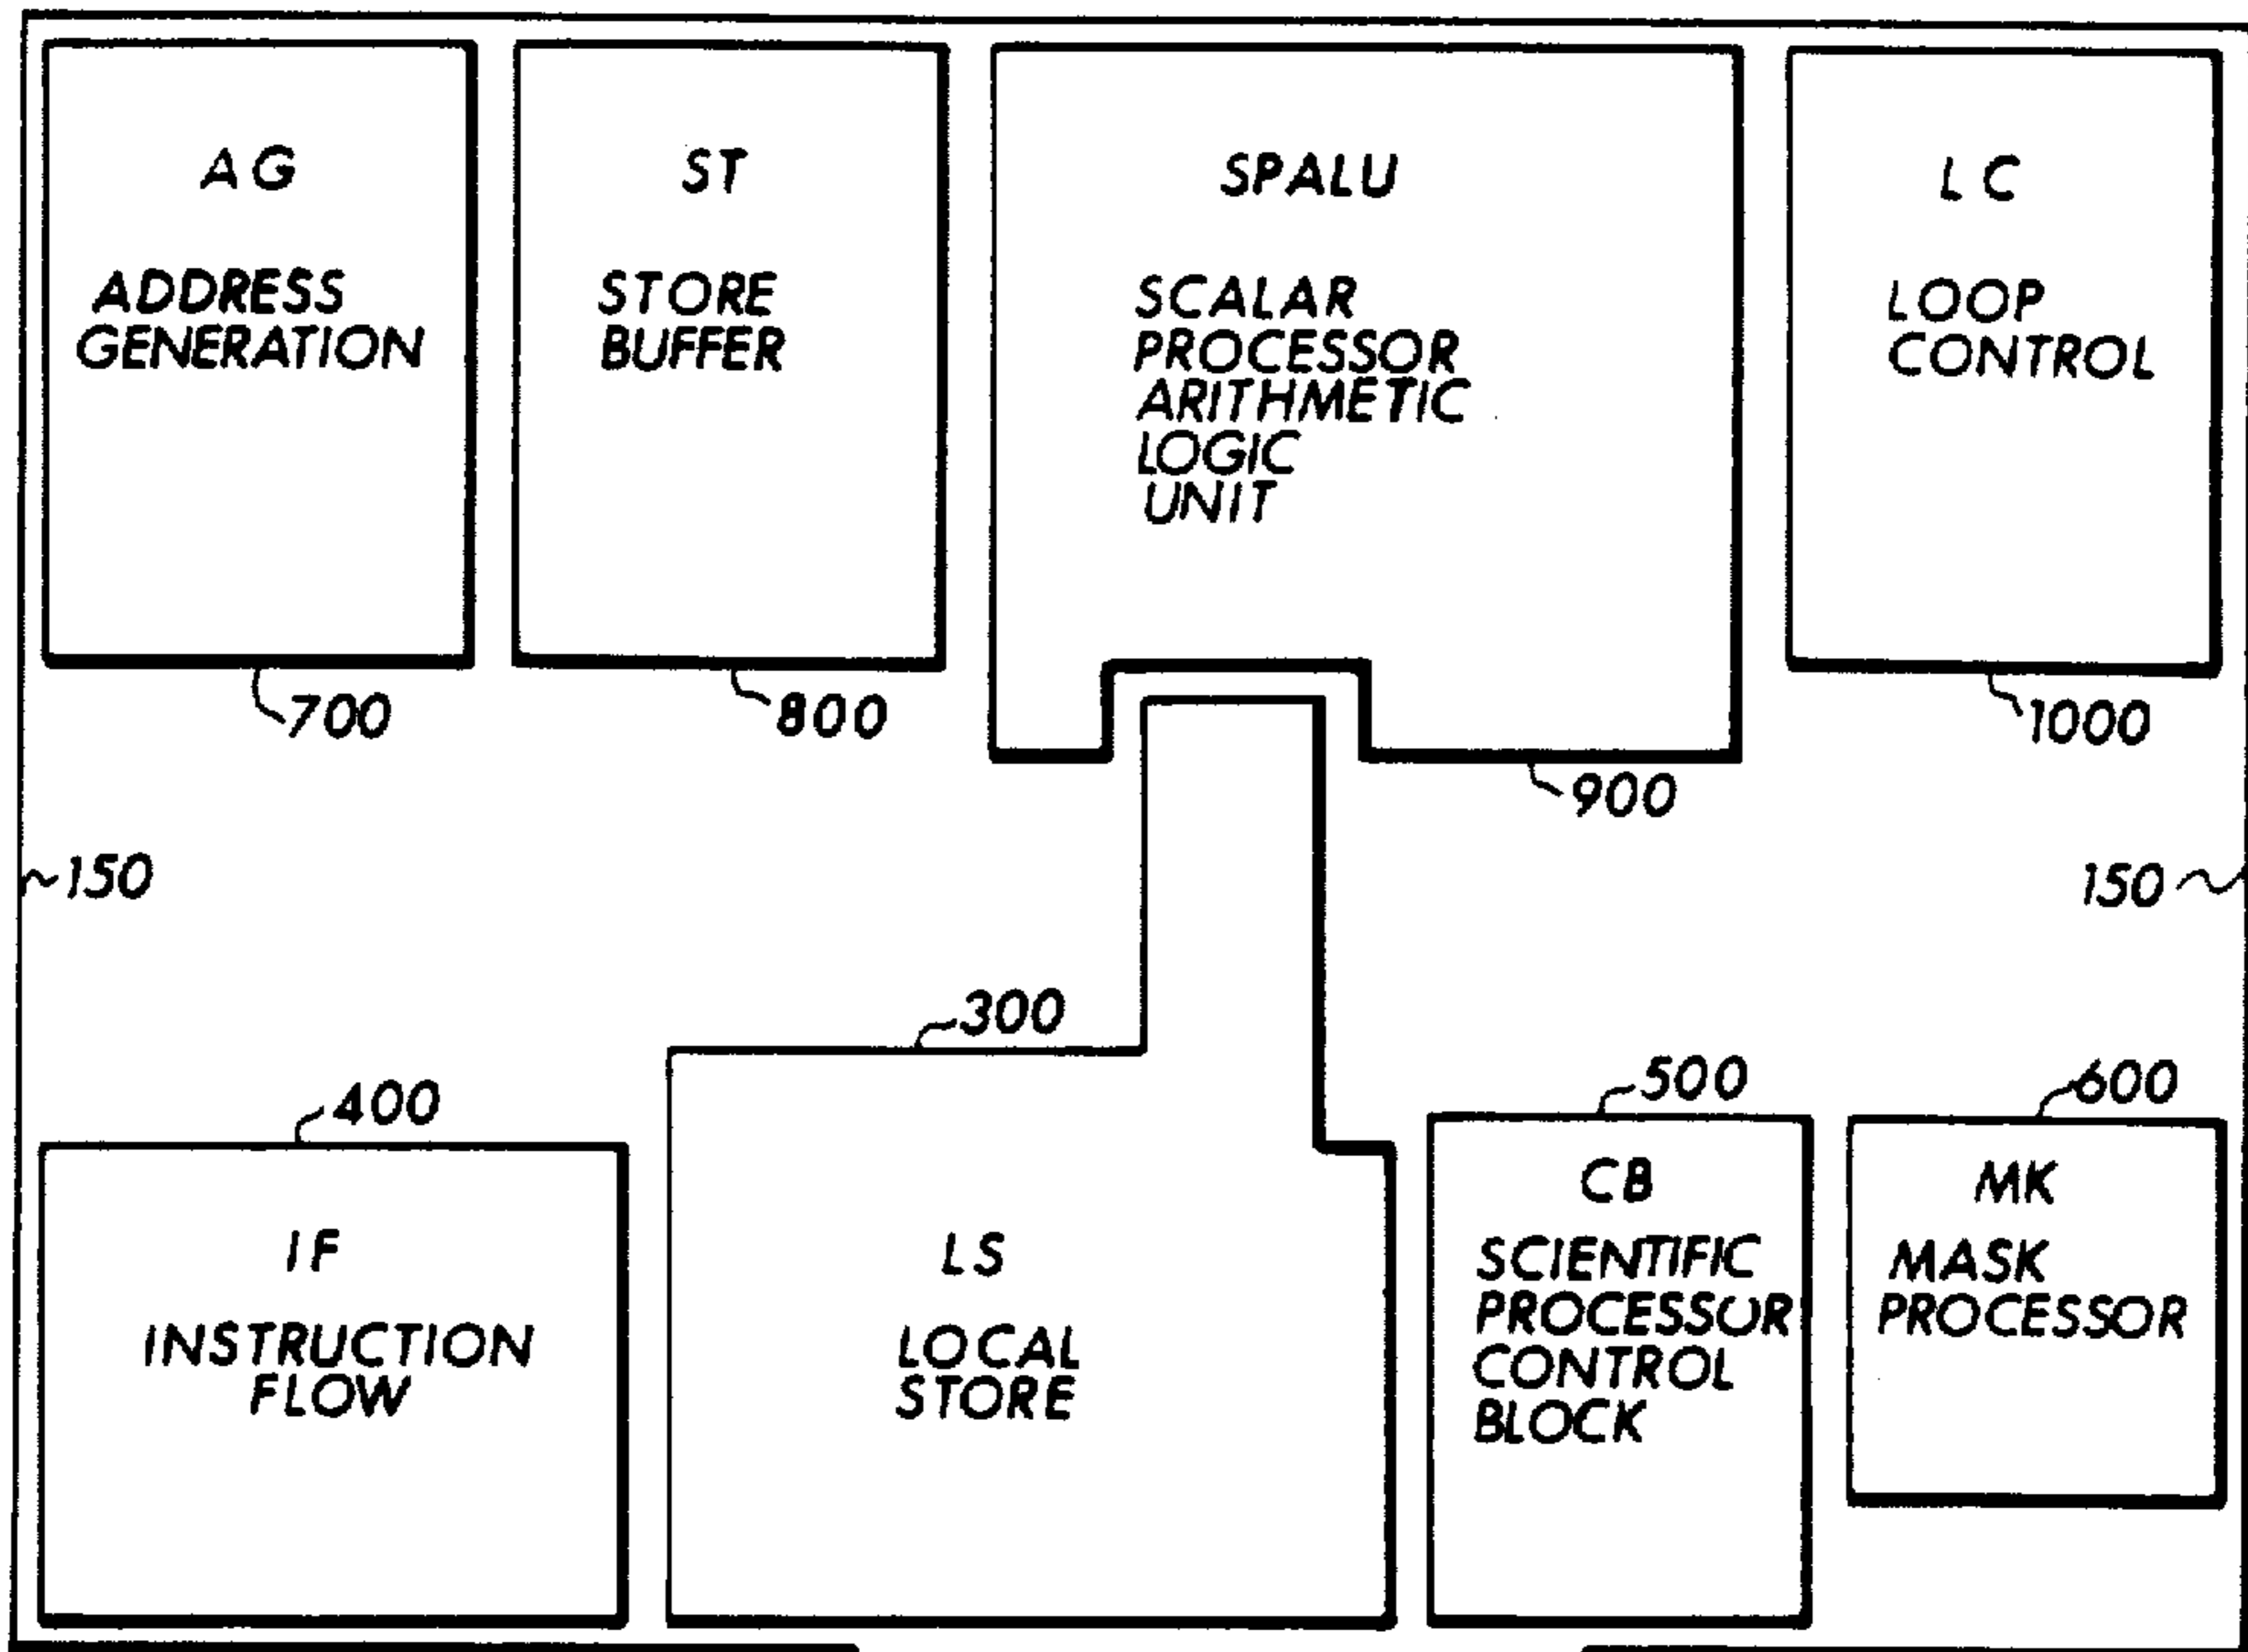 AG
ADDRESS
GENERATION
700
ST
STORE
BUFFER
800
SPALU
SCALAR
PROCESSOR
ARITHMETIC
LOGIC
UNIT
900
LC
LOOP
CONTROL
1000
150
150
400
IF
INSTRUCTION
FLOW
300
LS
LOCAL
STORE
500
CB
SCIENTIFIC
PROCESSOR
CONTROL
BLOCK
600
MK
MASK
PROCESSOR